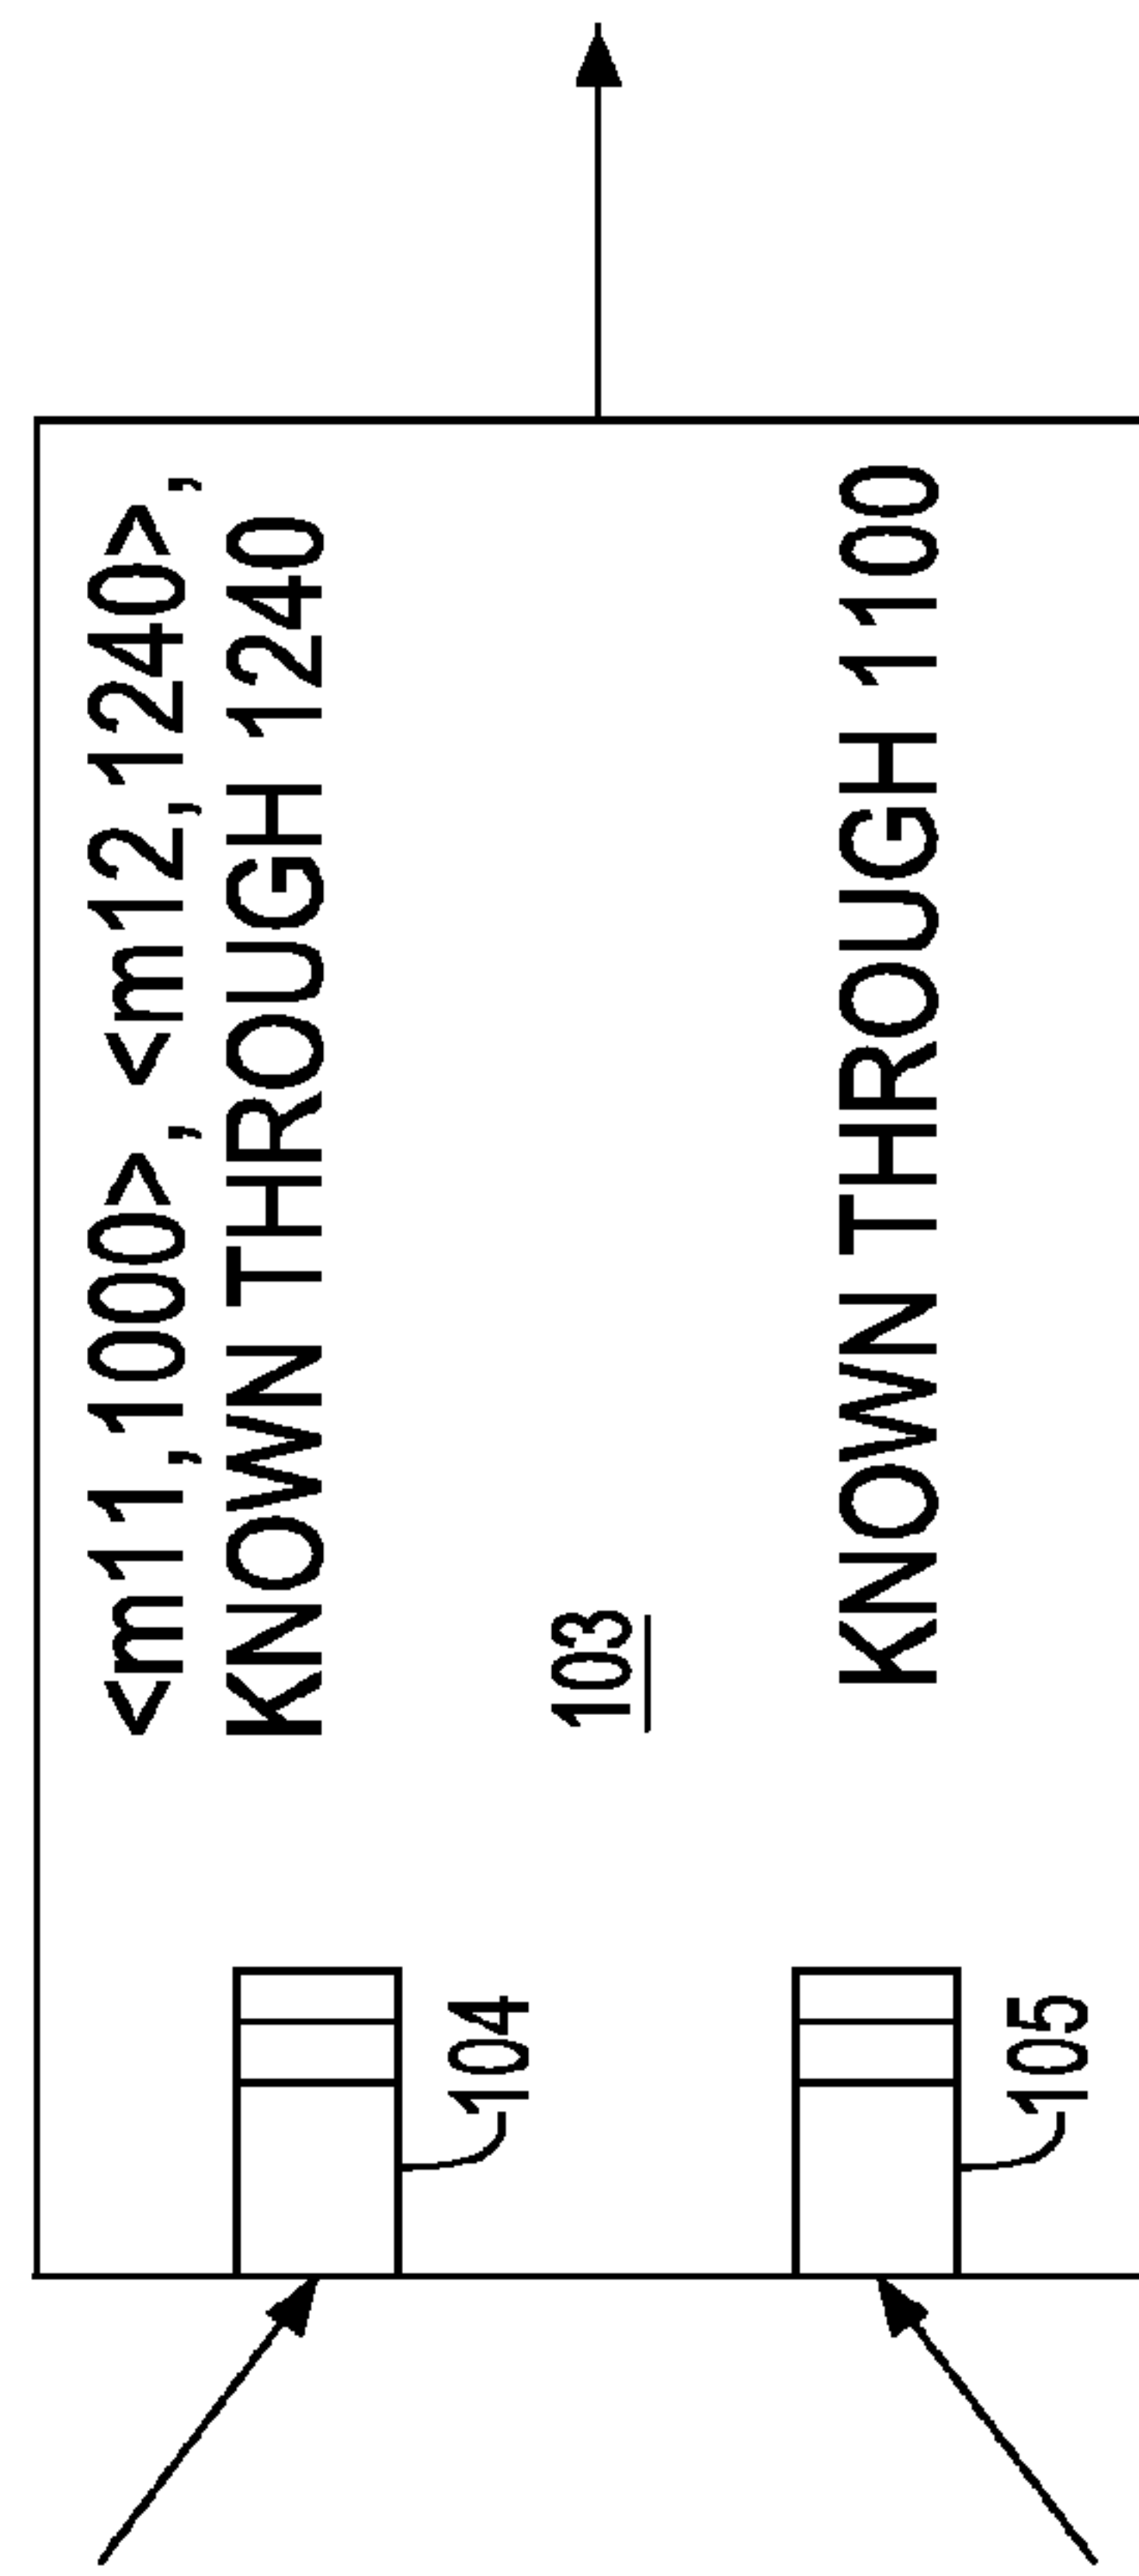 <m11,1000>, <m12,1240>,
KNOWN THROUGH 1240
103
KNOWN THROUGH 1100
104
105